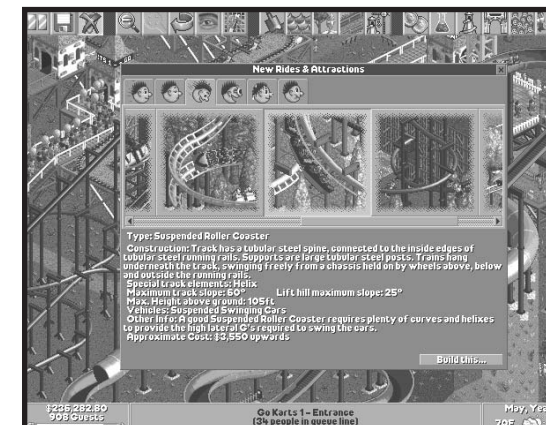 New Rides & Attractions
Type: Suspended Roller Coaster
Construction: Track has a tubular steel spine, connected to the inside edges of
tubular steel running rails. Supports are large tubular steel posts. Trains hang
underneath the track, swinging freely from a chassis held on by wheels above, below
and outside the running rails.
Special track elements: Helix
Maximum track slope: 60° Lift hill maximum slope: 25°
Max. Height above ground: 105ft
Vehicles: Suspended Swinging Cars
Other Info: A good Suspended Roller Coaster requires plenty of curves and helixes
to provide the high lateral G's required to swing the cars.
Approximate Cost: $3,550 upwards
Build this...
$236,282.80
908 Guests
Go Karts 1 - Entrance
(34 people in queue line)
May, Yea
70F